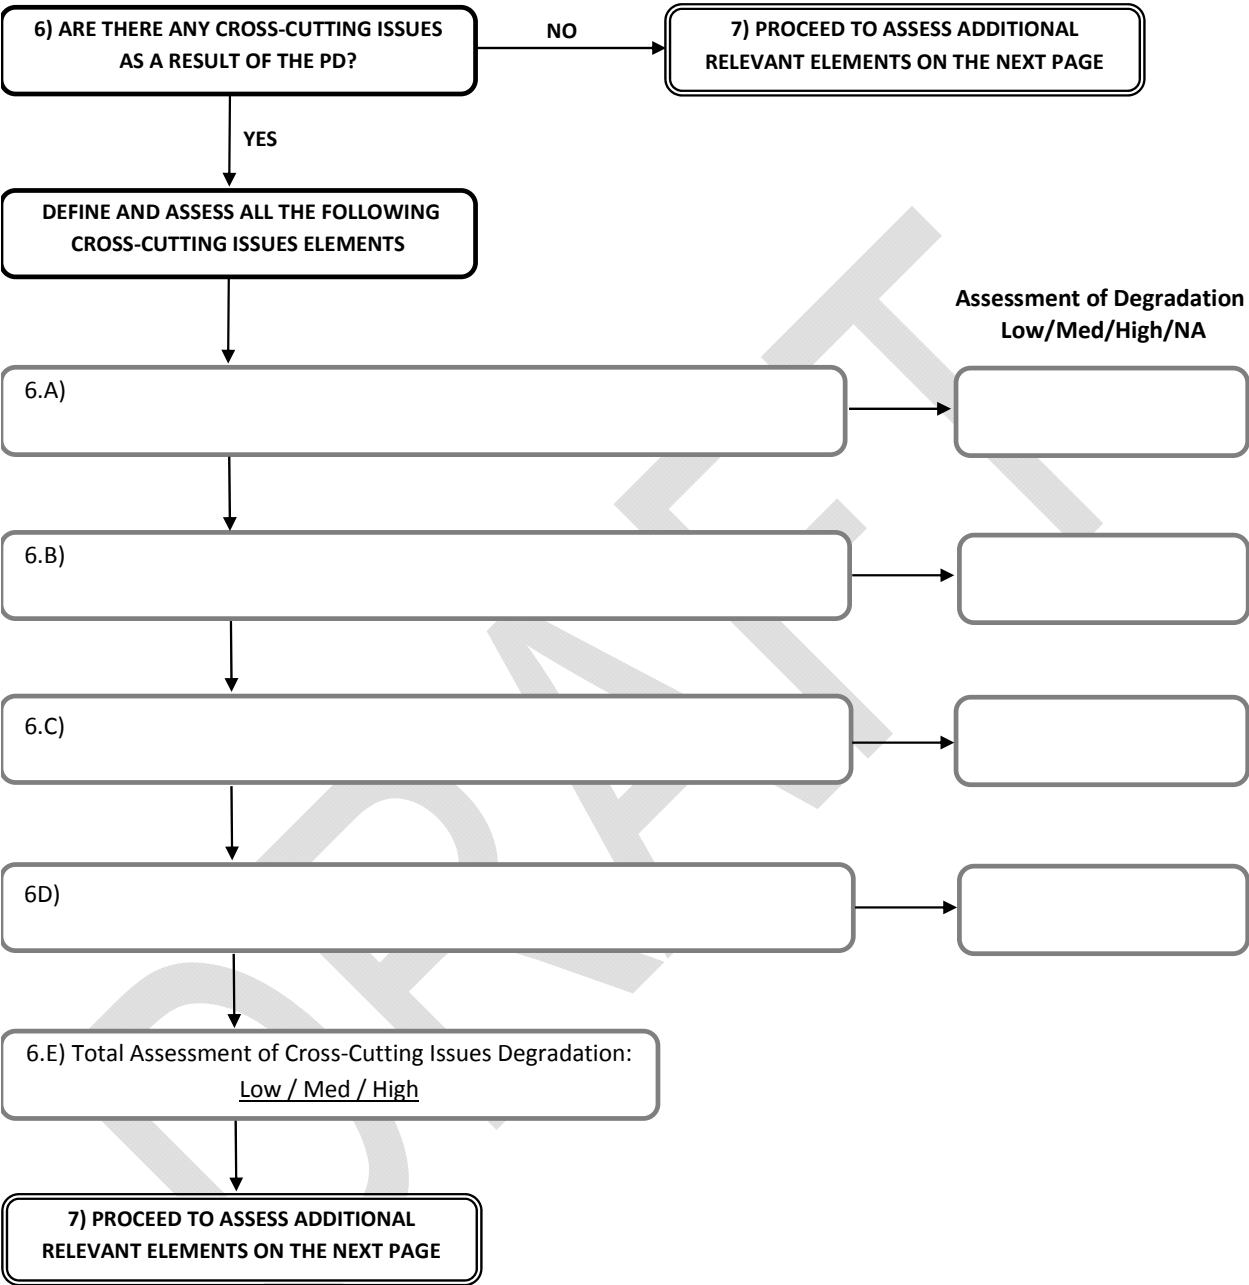 6) ARE THERE ANY CROSS-CUTTING ISSUES
AS A RESULT OF THE PD?
NO
7) PROCEED TO ASSESS ADDITIONAL
RELEVANT ELEMENTS ON THE NEXT PAGE
YES
DEFINE AND ASSESS ALL THE FOLLOWING
CROSS-CUTTING ISSUES ELEMENTS
Assessment of Degradation
Low/Med/High/NA
6.A)
6.B)
6.C)
6D)
6.E) Total Assessment of Cross-Cutting Issues Degradation:
Low / Med / High
7) PROCEED TO ASSESS ADDITIONAL
RELEVANT ELEMENTS ON THE NEXT PAGE
DRAFT